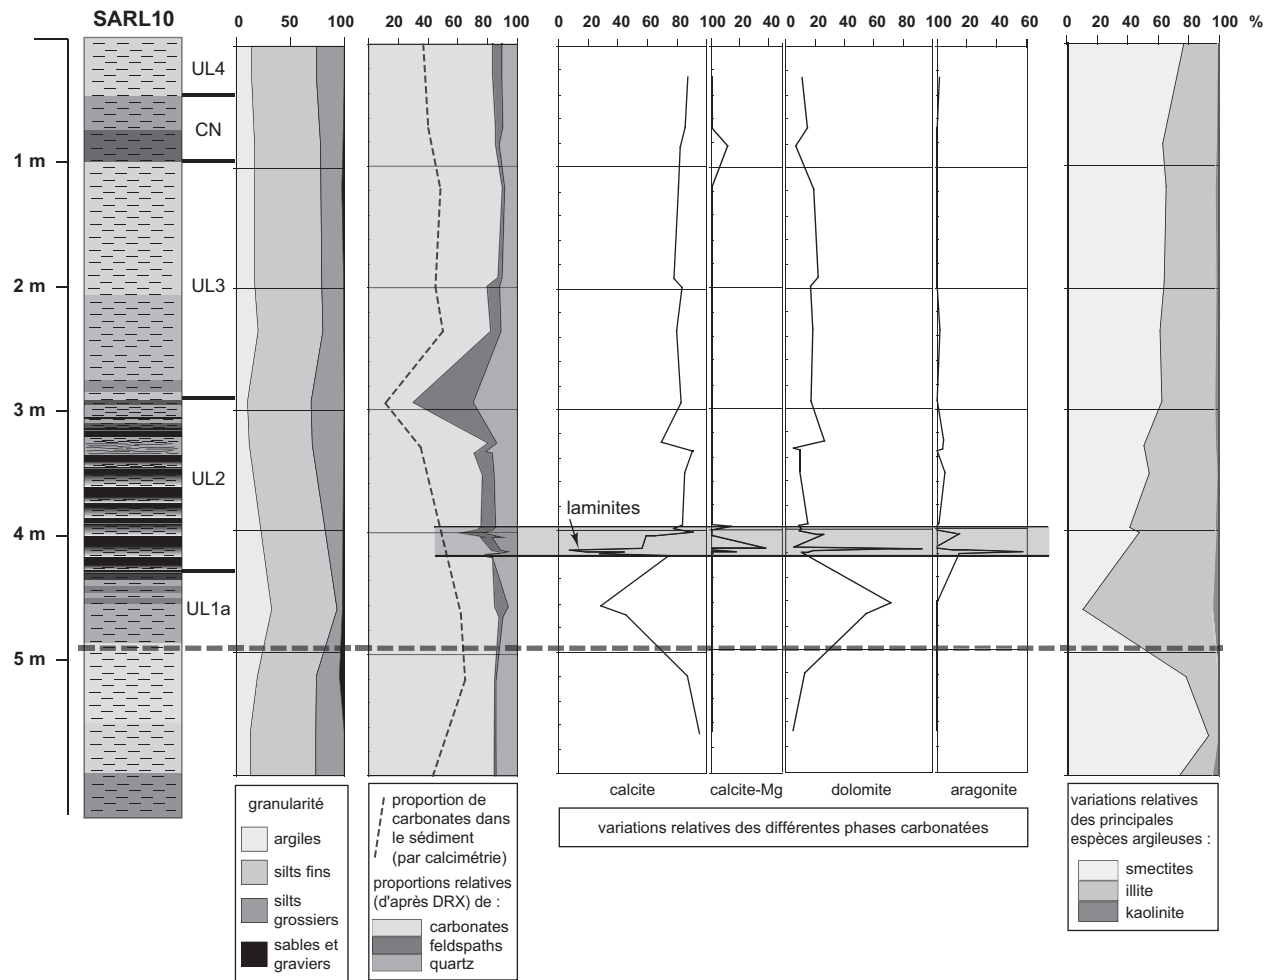 SARL10
0 50 100
0 20 40 60 80 100
0 20 40 60 80 100
0 20 40
0 20 40 60 80 100
0 20 40 60
0 20 40 60 80 100 %
UL4
CN
1 m
UL3
2 m
3 m
UL2
laminites
4 m
UL1a
5 m
calcite
calcite-Mg
dolomite
aragonite
variations relatives des différentes phases carbonatées
granularité
argiles
silts fins
silts
grossiers
sables et
graviers
proportion de
carbonates dans
le sédiment
(par calcimétrie)
proportions relatives
(d'après DRX) de :
carbonates
feldspaths
quartz
variations relatives
des principales
espèces argileuses :
smectites
illite
kaolinite